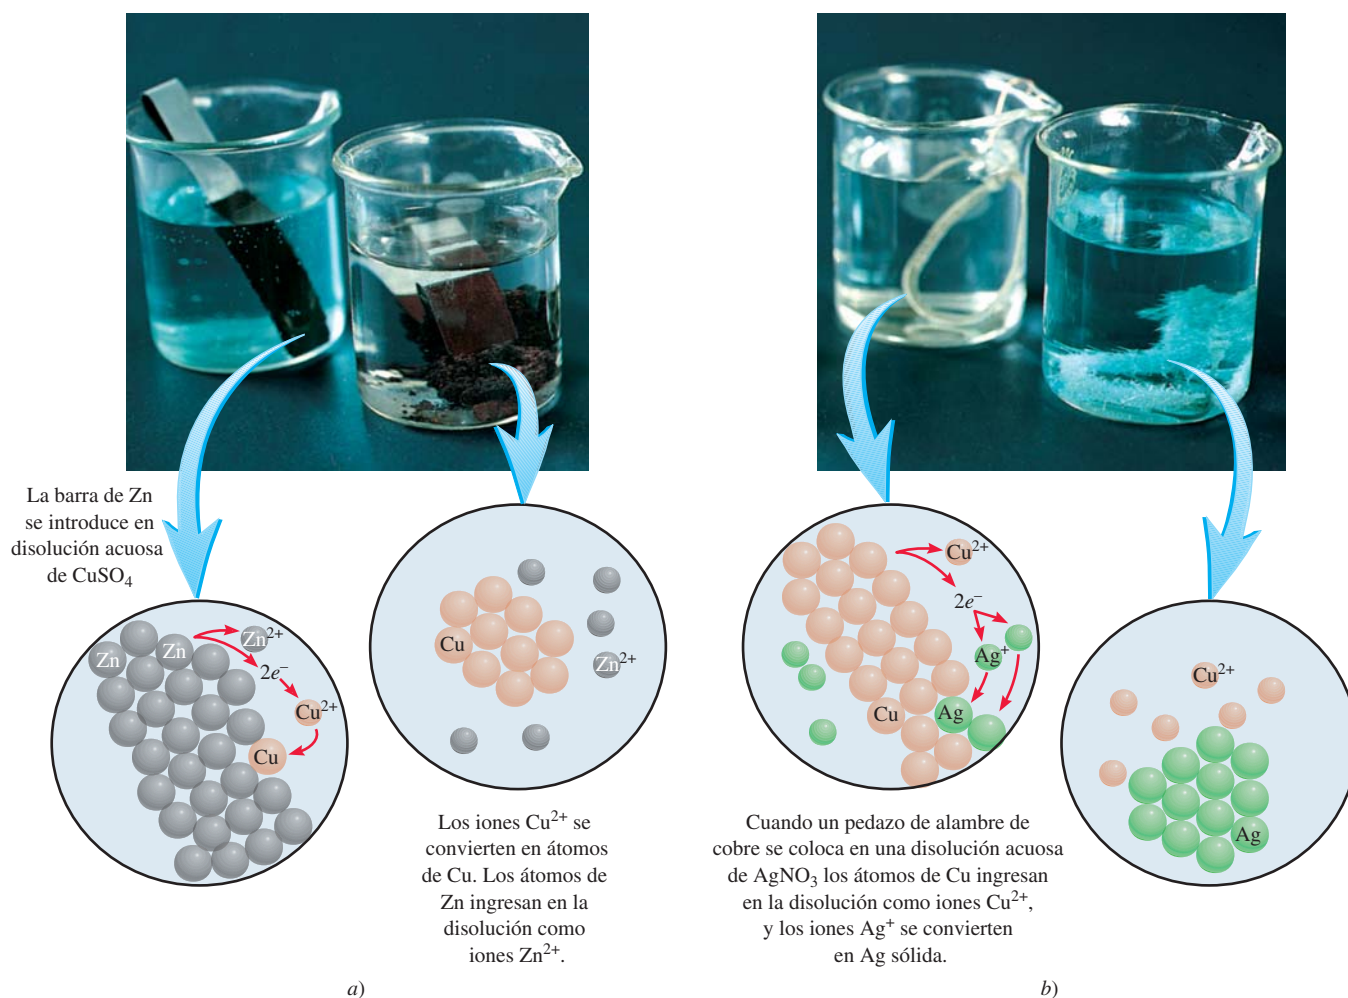 La barra de Zn
se introduce en
disolución acuosa
de CuSO₄
Zn
Zn
Zn²⁺
2e⁻
Cu²⁺
Cu
Cu
Zn²⁺
Los iones Cu²⁺ se
convierten en átomos
de Cu. Los átomos de
Zn ingresan en la
disolución como
iones Zn²⁺.
a)
Cu²⁺
2e⁻
Ag⁺
Cu
Ag
Cuando un pedazo de alambre de
cobre se coloca en una disolución acuosa
de AgNO₃ los átomos de Cu ingresan
en la disolución como iones Cu²⁺,
y los iones Ag⁺ se convierten
en Ag sólida.
Cu²⁺
Ag
b)